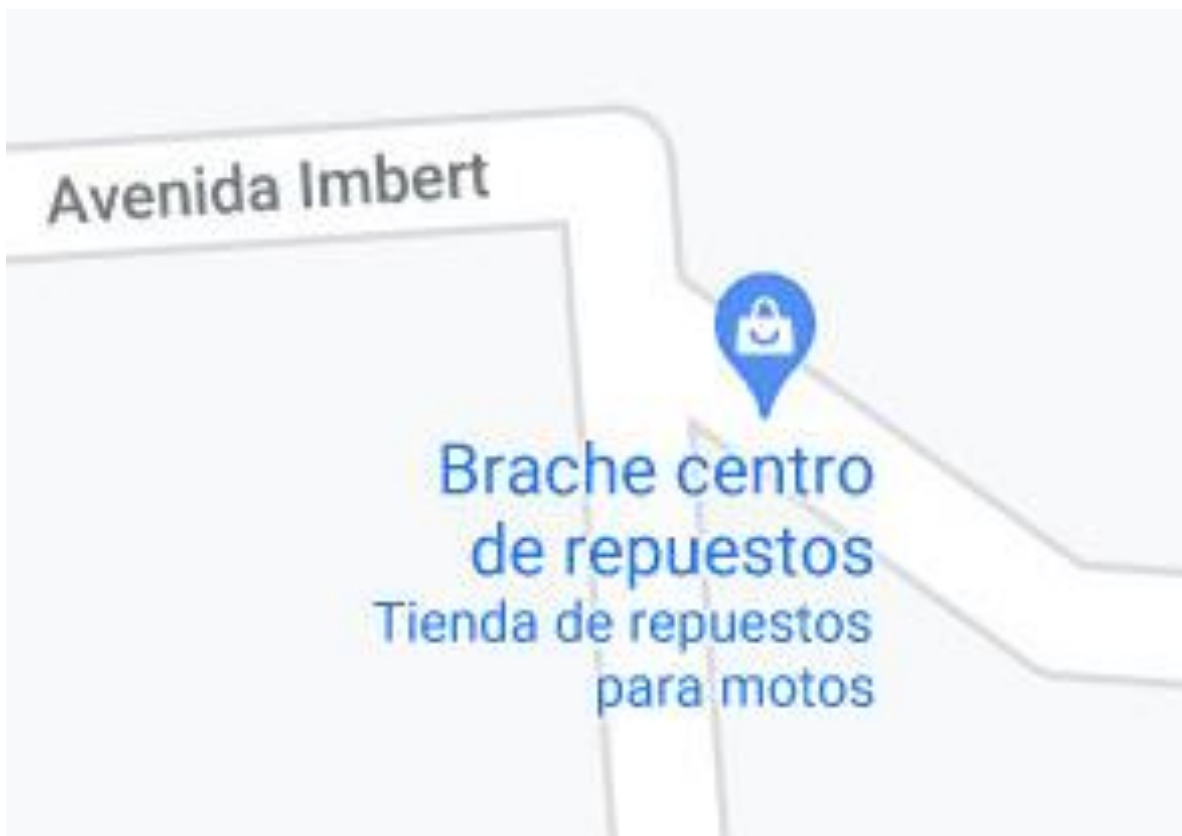 Avenida Imbert
Brache centro
de repuestos
Tienda de repuestos
para motos